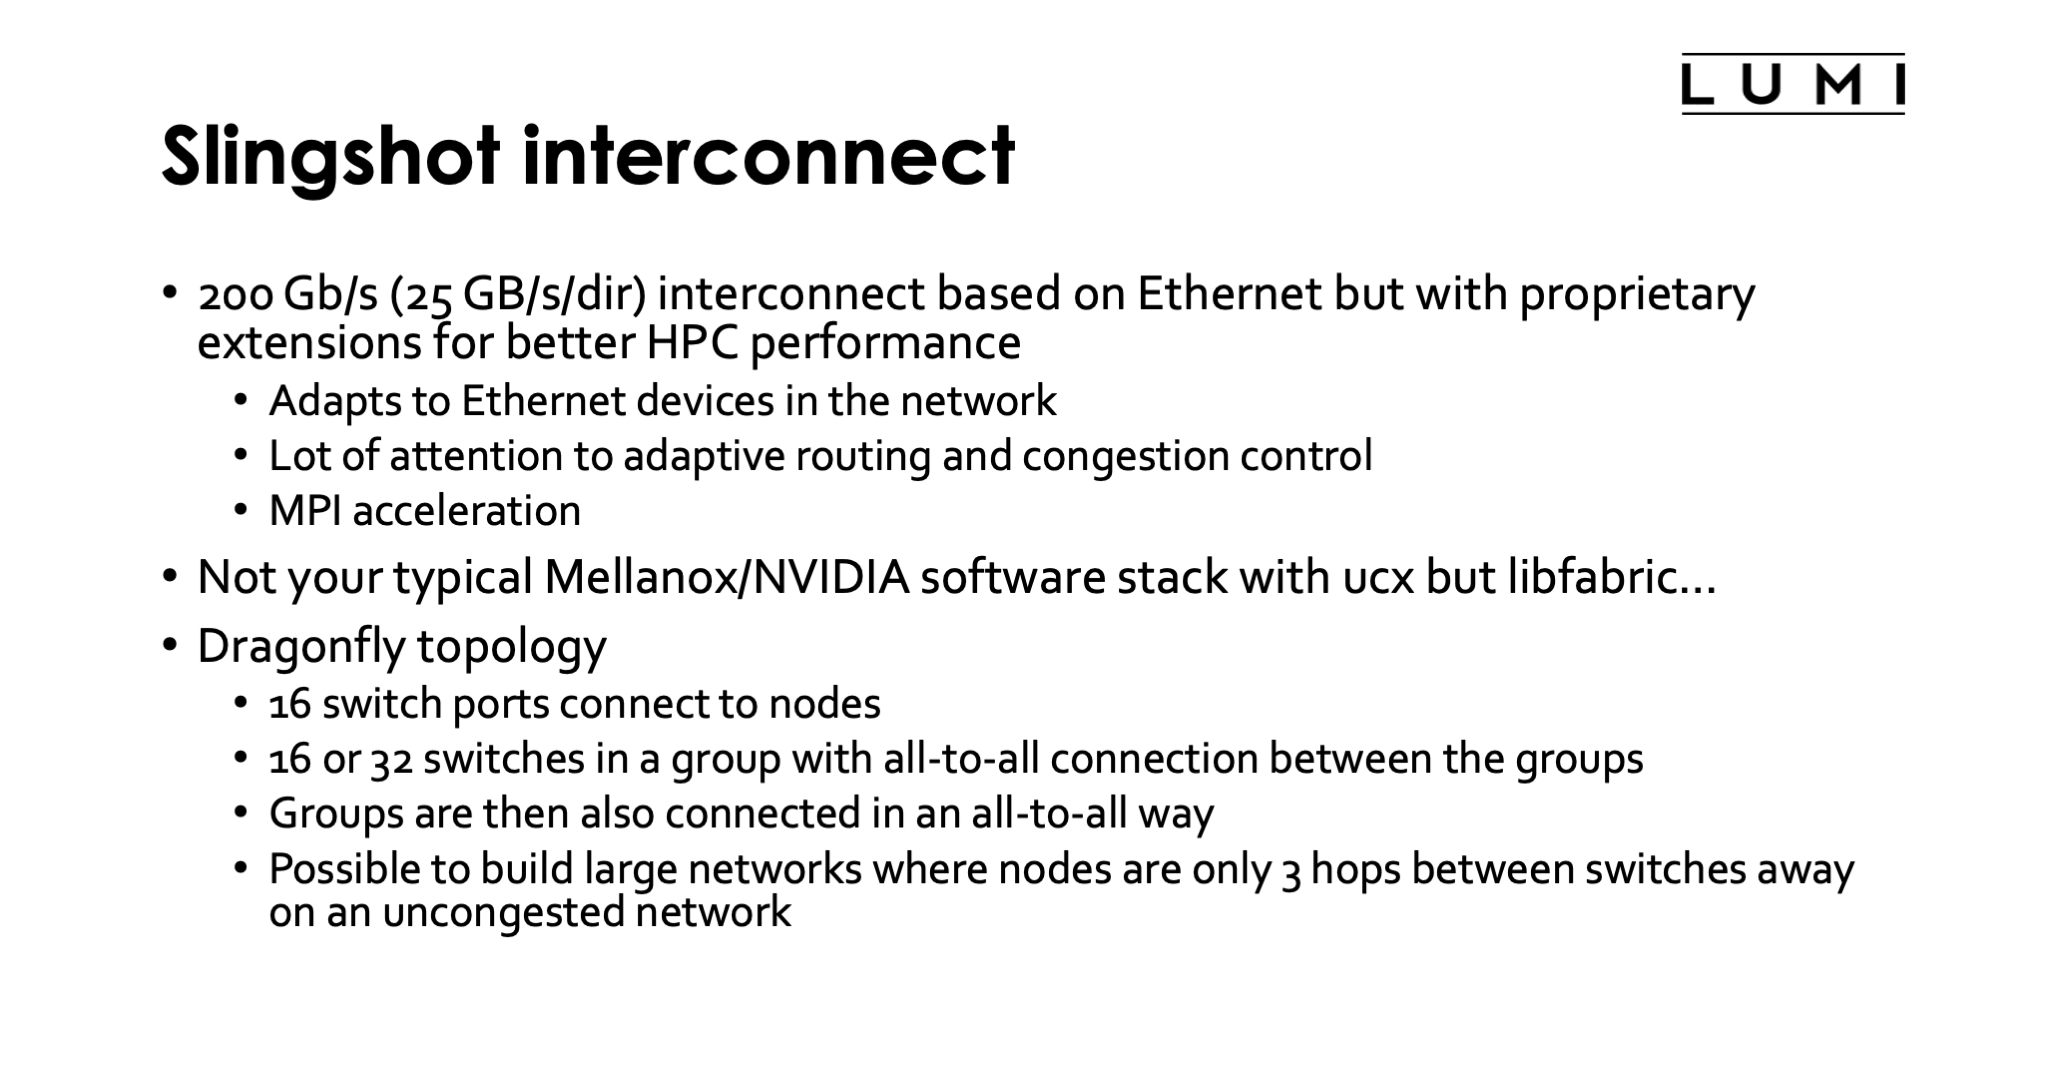 LUMI
Slingshot interconnect
• 200 Gb/s (25 GB/s/dir) interconnect based on Ethernet but with proprietary
extensions for better HPC performance
• Adapts to Ethernet devices in the network
• Lot of attention to adaptive routing and congestion control
• MPI acceleration
• Not your typical Mellanox/NVIDIA software stack with ucx but libfabric...
• Dragonfly topology
• 16 switch ports connect to nodes
• 16 or 32 switches in a group with all-to-all connection between the groups
• Groups are then also connected in an all-to-all way
• Possible to build large networks where nodes are only 3 hops between switches away
on an uncongested network